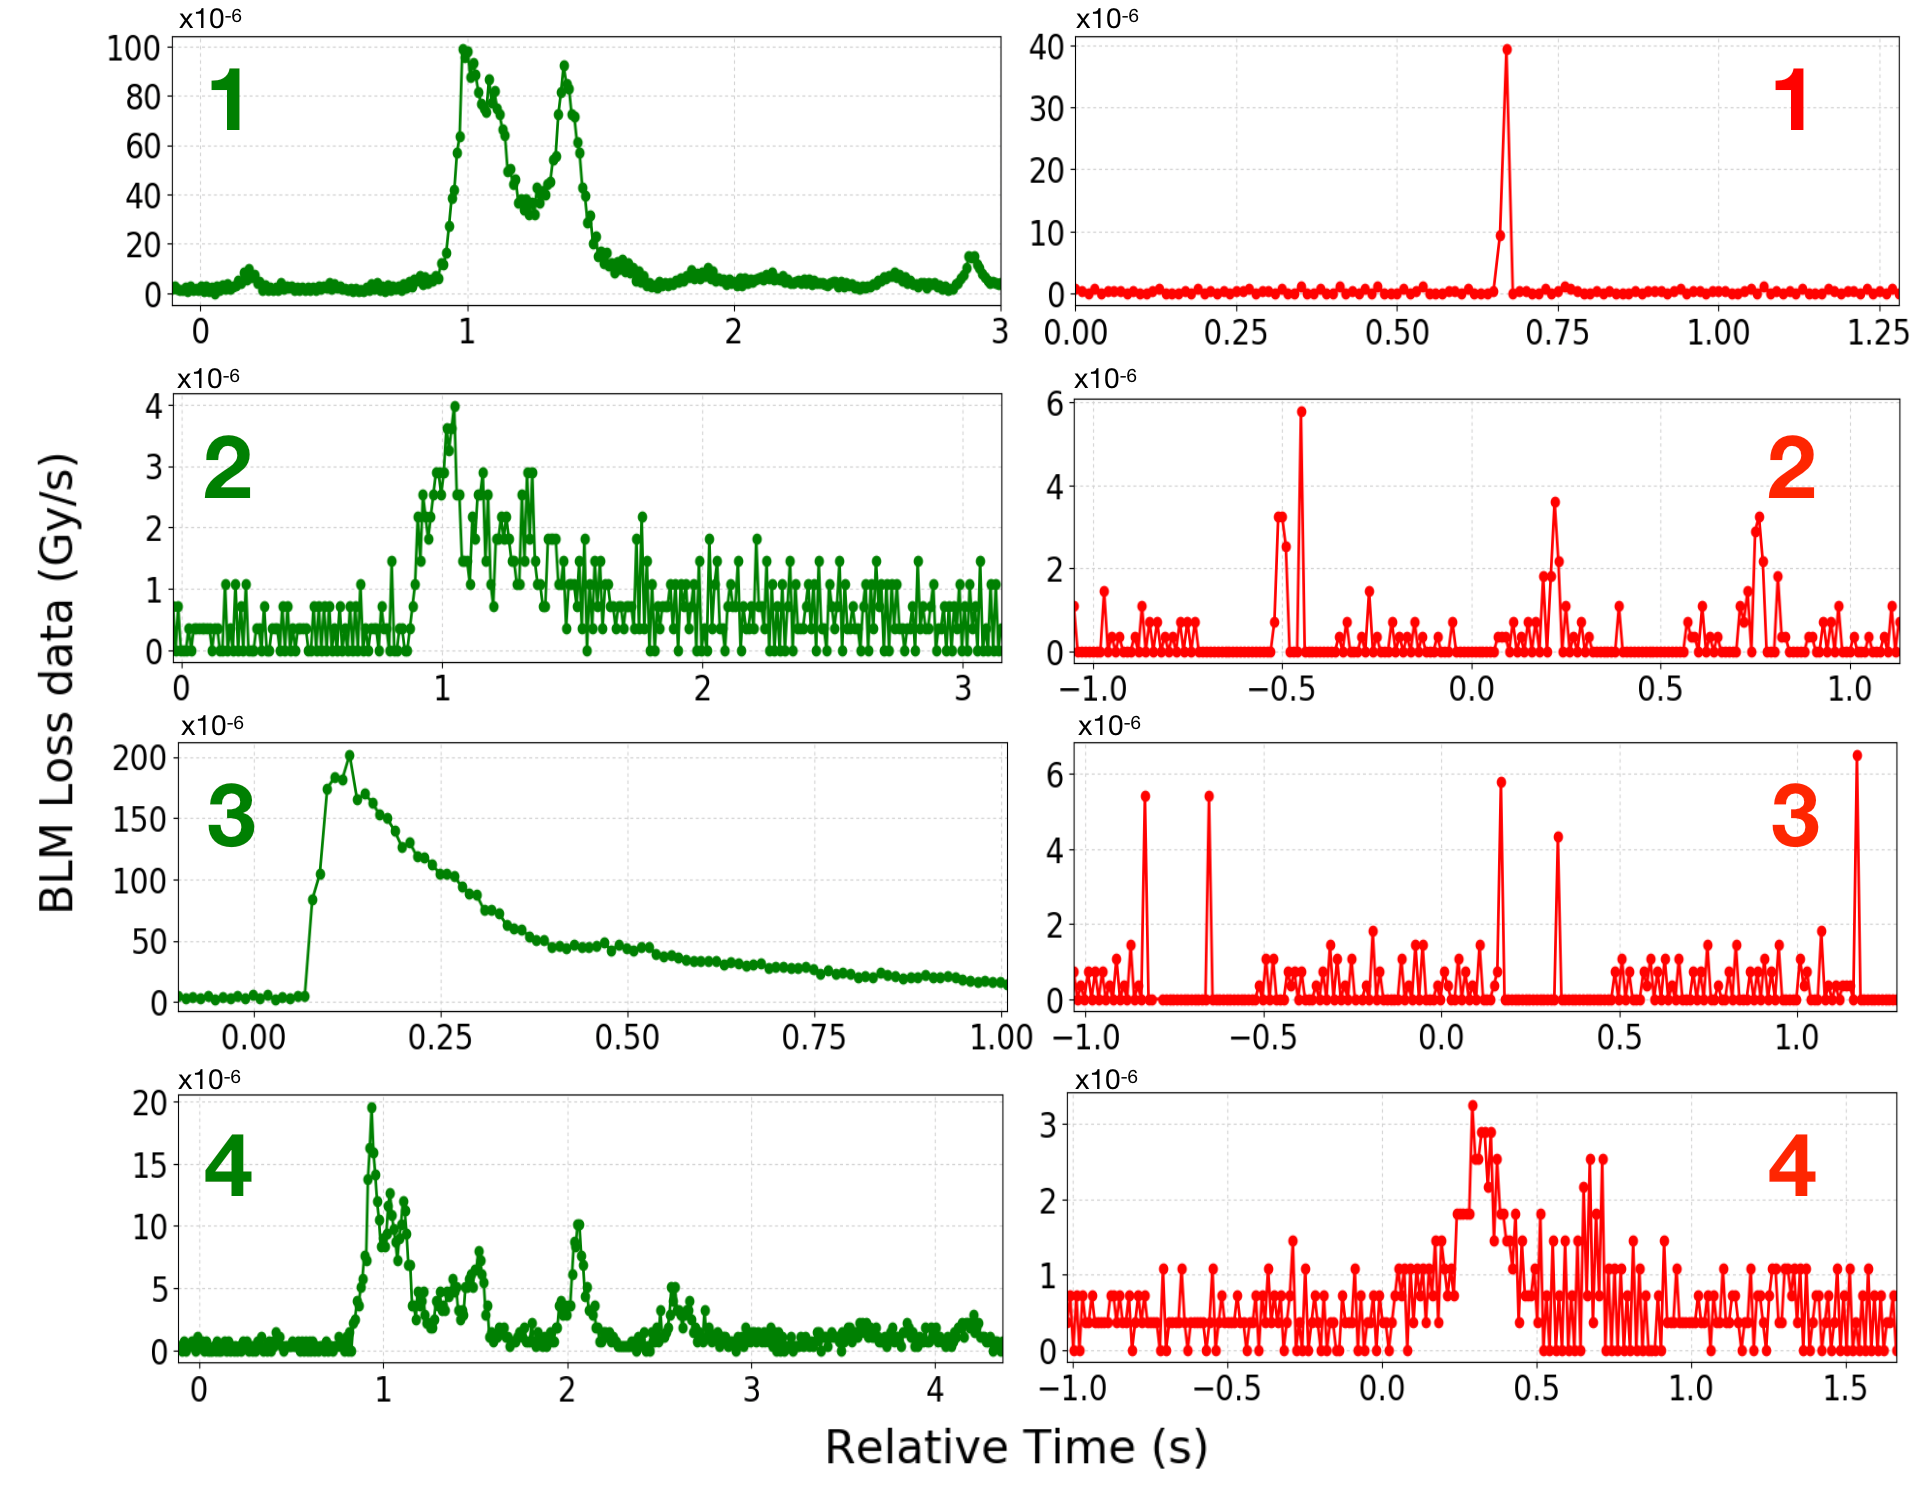 x10-6 x10-6
100 80 60 40 20 0
1
40 30 20 10 0
1
0 1 2 3
0.00 0.25 0.50 0.75 1.00 1.25
x10-6 x10-6
4 3 2 1 0
2
6 4 2 0
2
0 1 2 3
−1.0 −0.5 0.0 0.5 1.0
BLM Loss data (Gy/s)
x10-6 x10-6
200 150 100 50 0
3
6 4 2 0
3
0.00 0.25 0.50 0.75 1.00
−1.0 −0.5 0.0 0.5 1.0
x10-6 x10-6
20 15 10 5 0
4
3 2 1 0
4
0 1 2 3 4
−1.0 −0.5 0.0 0.5 1.0 1.5
Relative Time (s)